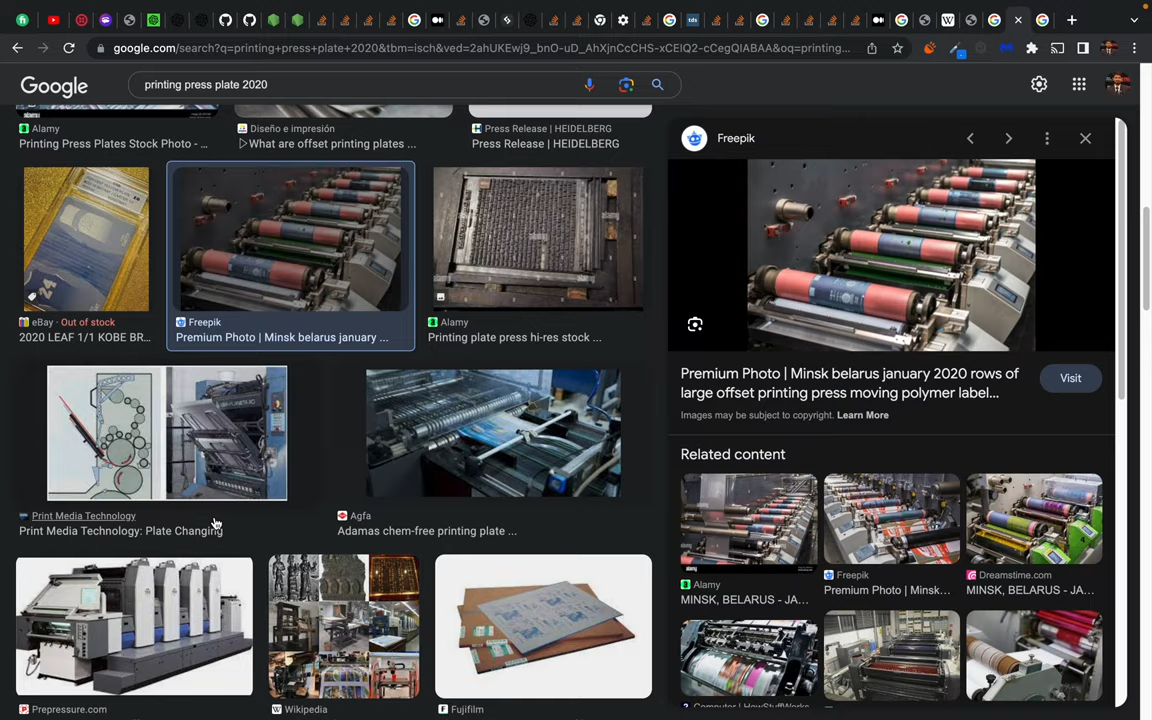 google.com/search?q=printing+press+plate+2020&tbm=isch&ved=2ahUKEwj9_bnO-uD_AhXjnCcCHS-xCEIQ2-cCegQIABAA&oq=printing...
Google
printing press plate 2020
Alamy
Printing Press Plates Stock Photo - ...
Diseño e impresión
▷What are offset printing plates ...
Press Release | HEIDELBERG
Press Release | HEIDELBERG
eBay · Out of stock
2020 LEAF 1/1 KOBE BR...
Freepik
Premium Photo | Minsk belarus january ...
Alamy
Printing plate press hi-res stock ...
Print Media Technology
Print Media Technology: Plate Changing
Agfa
Adamas chem-free printing plate ...
Prepressure.com
Wikipedia
Fujifilm
Freepik
Premium Photo | Minsk belarus january 2020 rows of
large offset printing press moving polymer label...
Visit
Images may be subject to copyright. Learn More
Related content
Alamy
MINSK, BELARUS - JA...
Freepik
Premium Photo | Minsk...
Dreamstime.com
MINSK, BELARUS - JA...
Computer | HowStuffWorks